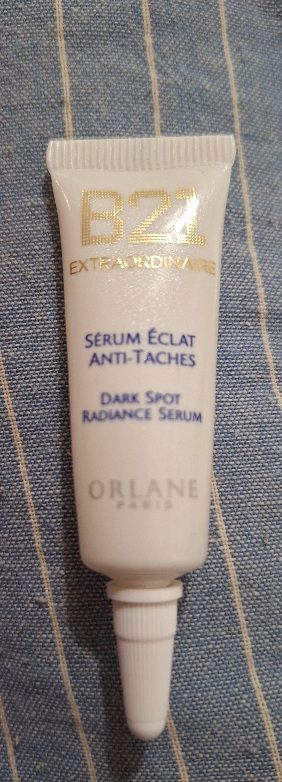 B21
EXTRAORDINAIRE
SÉRUM ÉCLAT
ANTI-TACHES
DARK SPOT
RADIANCE SERUM
ORLANE
PARIS